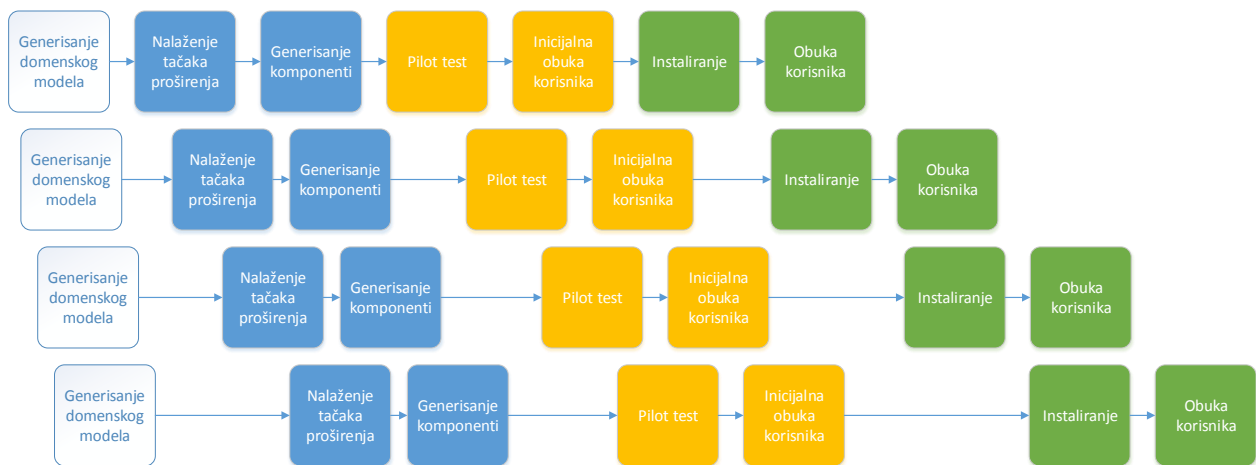 Generisanje
domenskog
modela
Nalaženje
tačaka
proširenja
Generisanje
komponenti
Pilot test
Inicijalna
obuka
korisnika
Instaliranje
Obuka
korisnika
Generisanje
domenskog
modela
Nalaženje
tačaka
proširenja
Generisanje
komponenti
Pilot test
Inicijalna
obuka
korisnika
Instaliranje
Obuka
korisnika
Generisanje
domenskog
modela
Nalaženje
tačaka
proširenja
Generisanje
komponenti
Pilot test
Inicijalna
obuka
korisnika
Instaliranje
Obuka
korisnika
Generisanje
domenskog
modela
Nalaženje
tačaka
proširenja
Generisanje
komponenti
Pilot test
Inicijalna
obuka
korisnika
Instaliranje
Obuka
korisnika